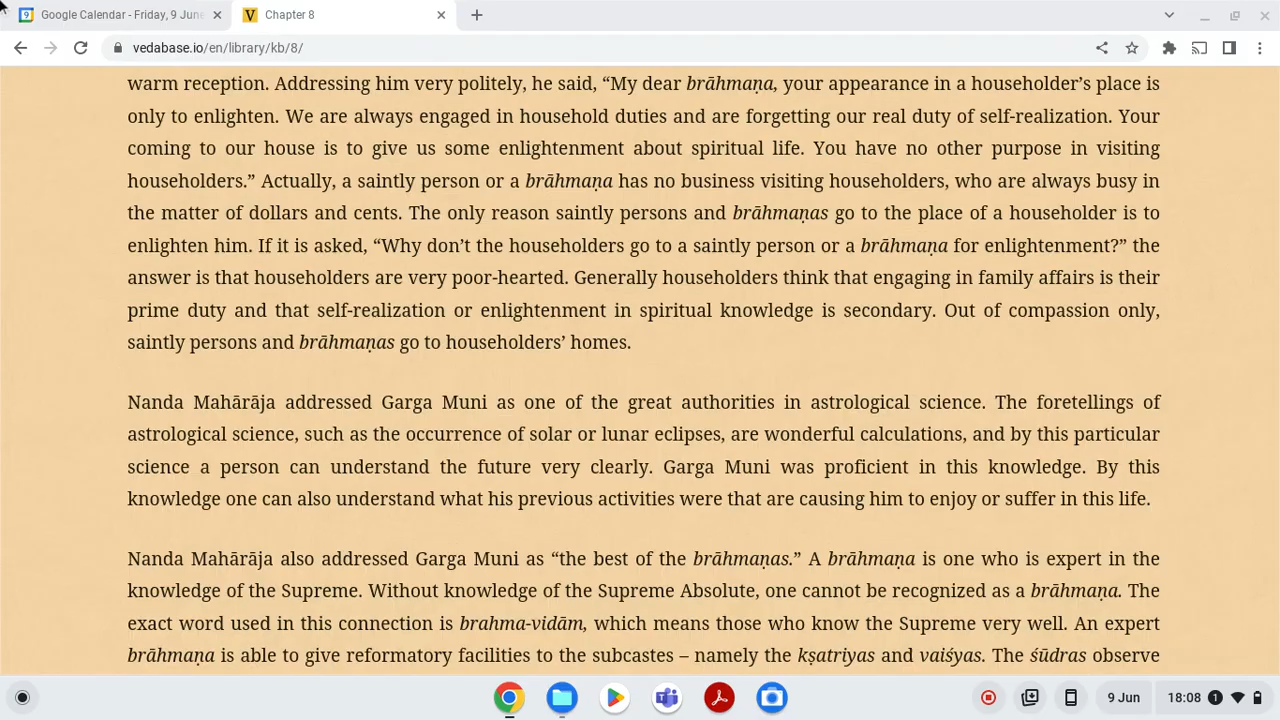 Google Calendar - Friday, 9 June
Chapter 8
vedabase.io/en/library/kb/8/
warm reception. Addressing him very politely, he said, “My dear brāhmaṇa, your appearance in a householder’s place is
only to enlighten. We are always engaged in household duties and are forgetting our real duty of self-realization. Your
coming to our house is to give us some enlightenment about spiritual life. You have no other purpose in visiting
householders.” Actually, a saintly person or a brāhmaṇa has no business visiting householders, who are always busy in
the matter of dollars and cents. The only reason saintly persons and brāhmaṇas go to the place of a householder is to
enlighten him. If it is asked, “Why don’t the householders go to a saintly person or a brāhmaṇa for enlightenment?” the
answer is that householders are very poor-hearted. Generally householders think that engaging in family affairs is their
prime duty and that self-realization or enlightenment in spiritual knowledge is secondary. Out of compassion only,
saintly persons and brāhmaṇas go to householders’ homes.
Nanda Mahārāja addressed Garga Muni as one of the great authorities in astrological science. The foretellings of
astrological science, such as the occurrence of solar or lunar eclipses, are wonderful calculations, and by this particular
science a person can understand the future very clearly. Garga Muni was proficient in this knowledge. By this
knowledge one can also understand what his previous activities were that are causing him to enjoy or suffer in this life.
Nanda Mahārāja also addressed Garga Muni as “the best of the brāhmaṇas.” A brāhmaṇa is one who is expert in the
knowledge of the Supreme. Without knowledge of the Supreme Absolute, one cannot be recognized as a brāhmaṇa. The
exact word used in this connection is brahma-vidām, which means those who know the Supreme very well. An expert
brāhmaṇa is able to give reformatory facilities to the subcastes – namely the kṣatriyas and vaiśyas. The śūdras observe
9 Jun
18:08
1